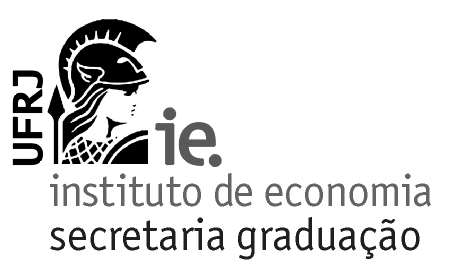 UFRJ
ie.
instituto de economia
secretaria graduação